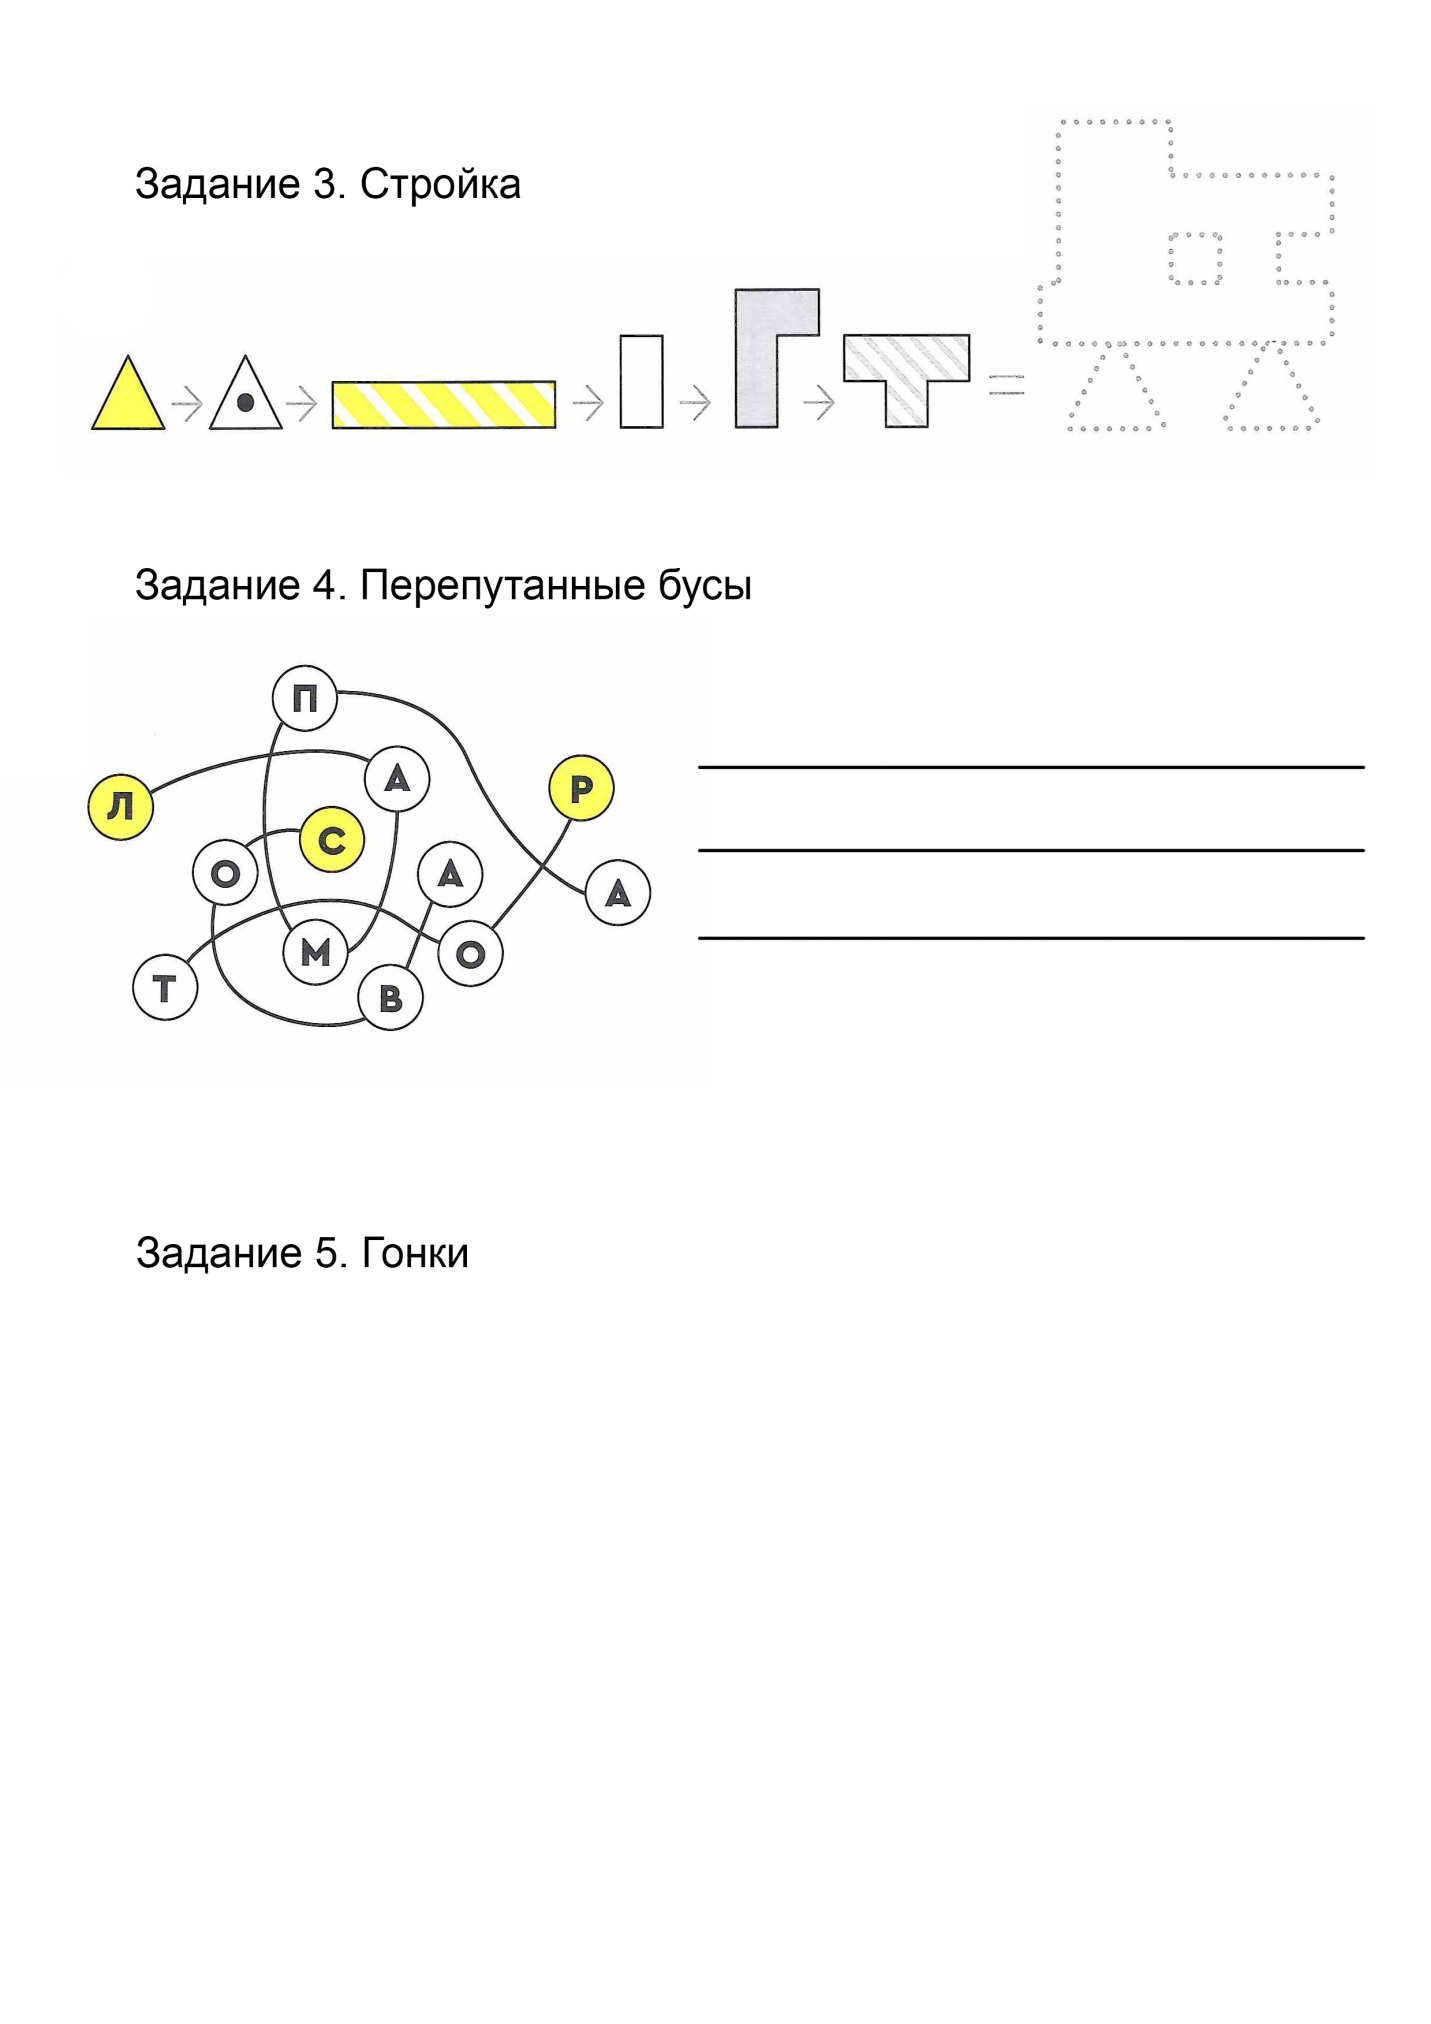 Задание 3. Стройка
Задание 4. Перепутанные бусы
П
А
Л
Р
С
О
А
А
М
О
Т
В
Задание 5. Гонки